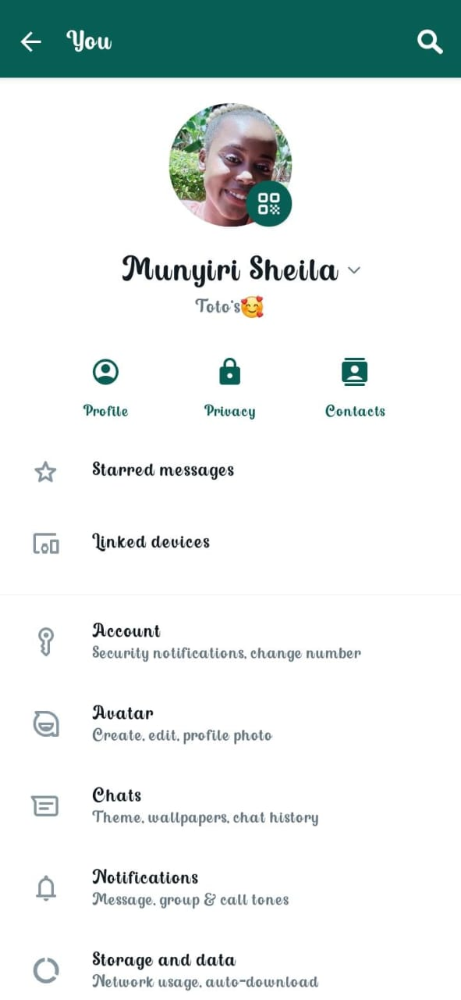 You
Munyiri Sheila
Toto's🥰
Profile
Privacy
Contacts
Starred messages
Linked devices
Account
Security notifications, change number
Avatar
Create, edit, profile photo
Chats
Theme, wallpapers, chat history
Notifications
Message, group & call tones
Storage and data
Network usage, auto-download